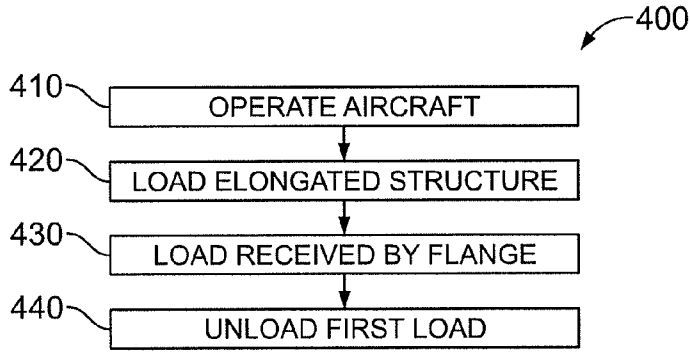 400
410
OPERATE AIRCRAFT
420
LOAD ELONGATED STRUCTURE
430
LOAD RECEIVED BY FLANGE
440
UNLOAD FIRST LOAD